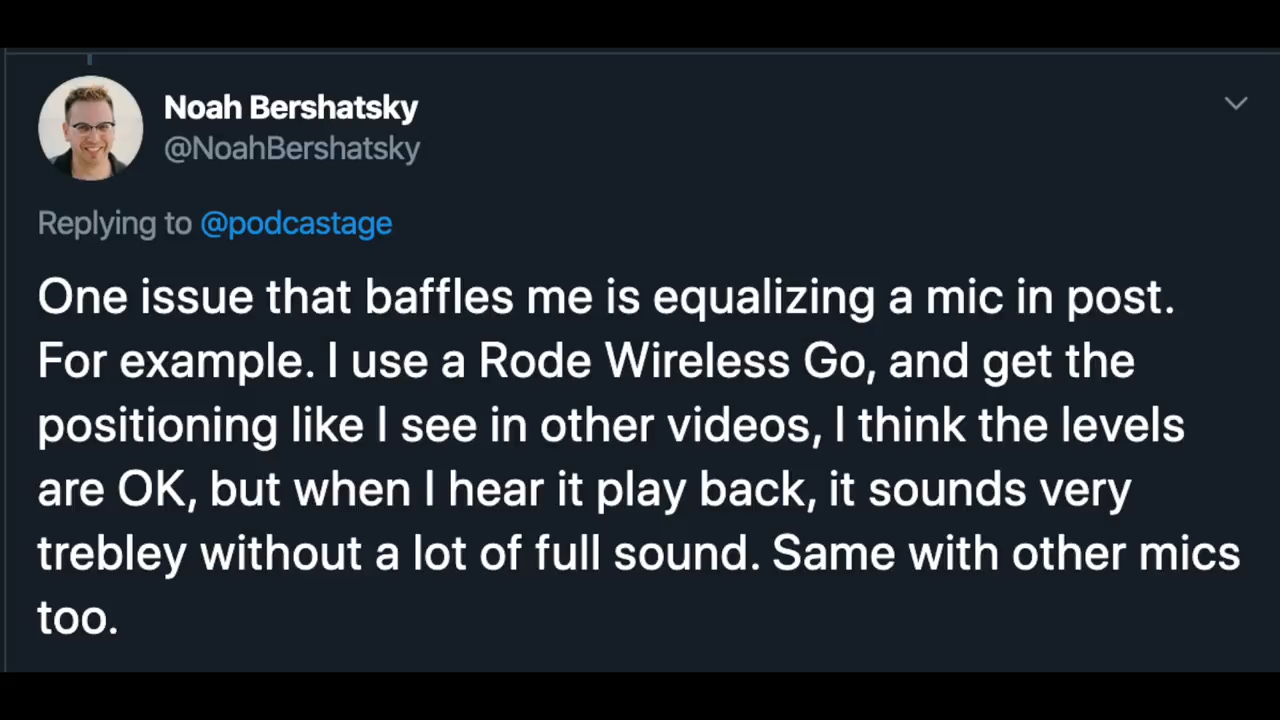 Noah Bershatsky
@NoahBershatsky
Replying to @podcastage
One issue that baffles me is equalizing a mic in post.
For example. I use a Rode Wireless Go, and get the
positioning like I see in other videos, I think the levels
are OK, but when I hear it play back, it sounds very
trebley without a lot of full sound. Same with other mics
too.